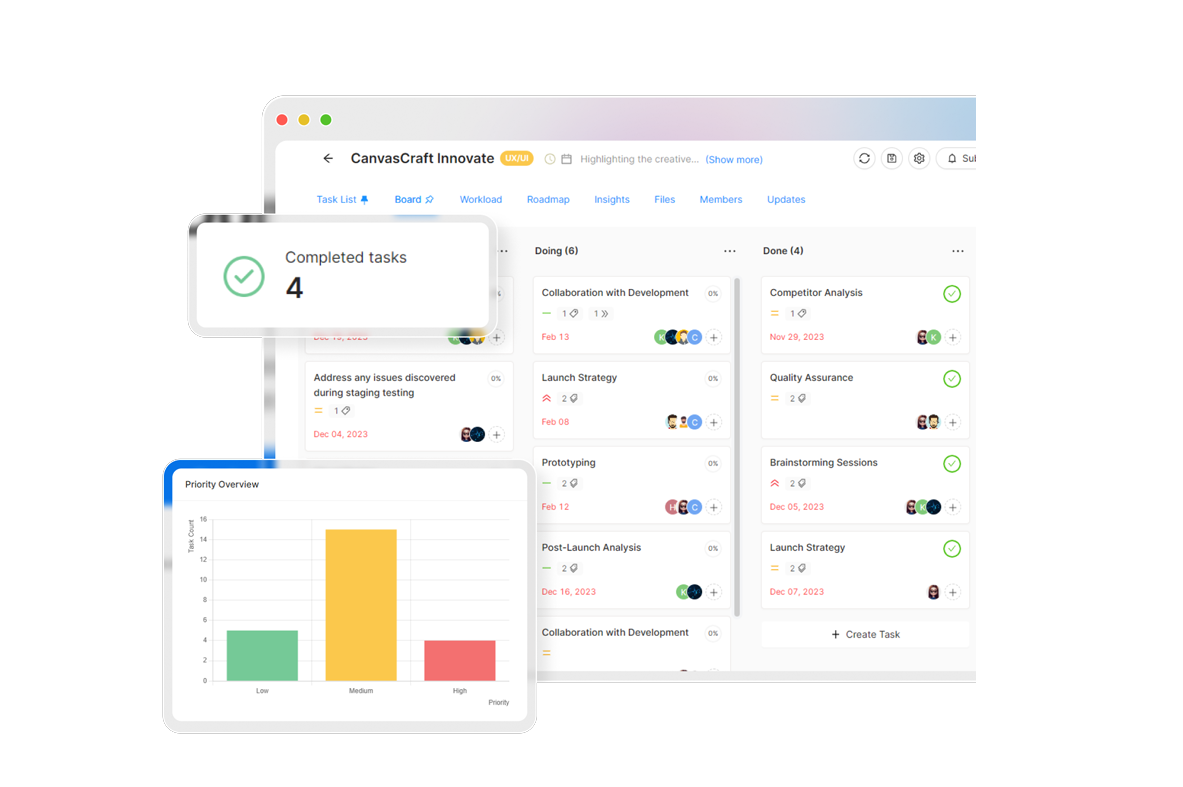 CanvasCraft Innovate UX/UI Highlighting the creative... (Show more)
Task List Board Workload Roadmap Insights Files Members Updates
Completed tasks
4
Dec 19, 2023
Address any issues discovered
during staging testing
0%
1
Dec 04, 2023
Doing (6)
Collaboration with Development 0%
1 1
Feb 13 K C
Launch Strategy 0%
2
Feb 08 C
Prototyping 0%
2
Feb 12 H C
Post-Launch Analysis 0%
2
Dec 16, 2023 K
Collaboration with Development 0%
Done (4)
Competitor Analysis
1
Nov 29, 2023 K
Quality Assurance
2
Brainstorming Sessions
2
Dec 05, 2023 K
Launch Strategy
2
Dec 07, 2023
+ Create Task
Priority Overview
Task Count
16
14
12
10
8
6
4
2
0
Low Medium High
Priority